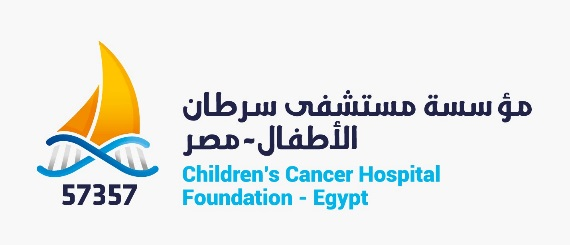 مؤسسة مستشفى سرطان
الأطفال-مصر
Children's Cancer Hospital
Foundation - Egypt
57357